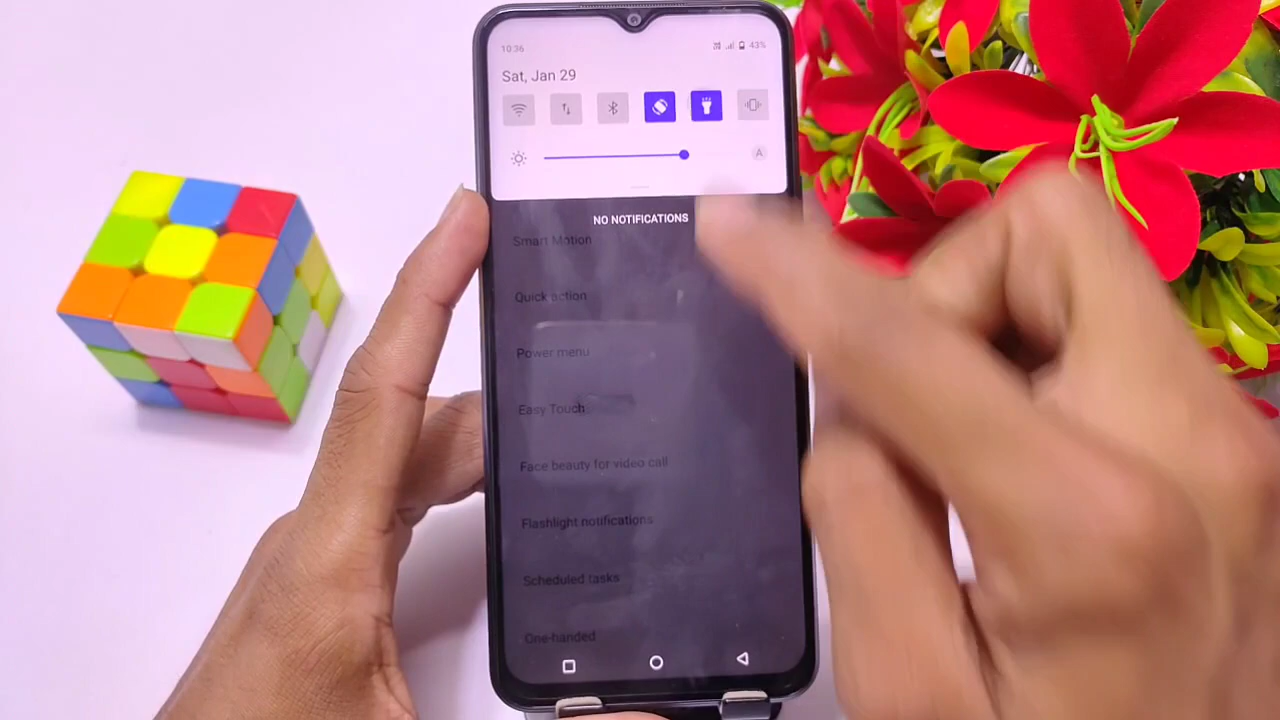 10:36 43%
Sat, Jan 29
A
NO NOTIFICATIONS
Smart Motion
Quick action
Power menu
Easy Touch
Face beauty for video call
Flashlight notifications
Scheduled tasks
One-handed